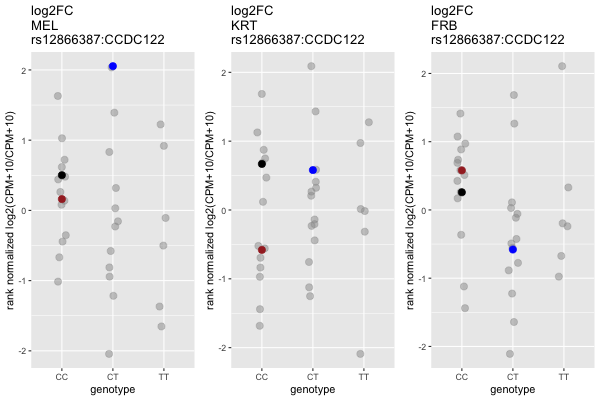 log2FC
MEL
rs12866387:CCDC122
rank normalized log2(CPM+10/CPM+10)
2
1
0
-1
-2
CC
CT
TT
genotype
log2FC
KRT
rs12866387:CCDC122
rank normalized log2(CPM+10/CPM+10)
2
1
0
-1
-2
CC
CT
TT
genotype
log2FC
FRB
rs12866387:CCDC122
rank normalized log2(CPM+10/CPM+10)
2
1
0
-1
-2
CC
CT
TT
genotype